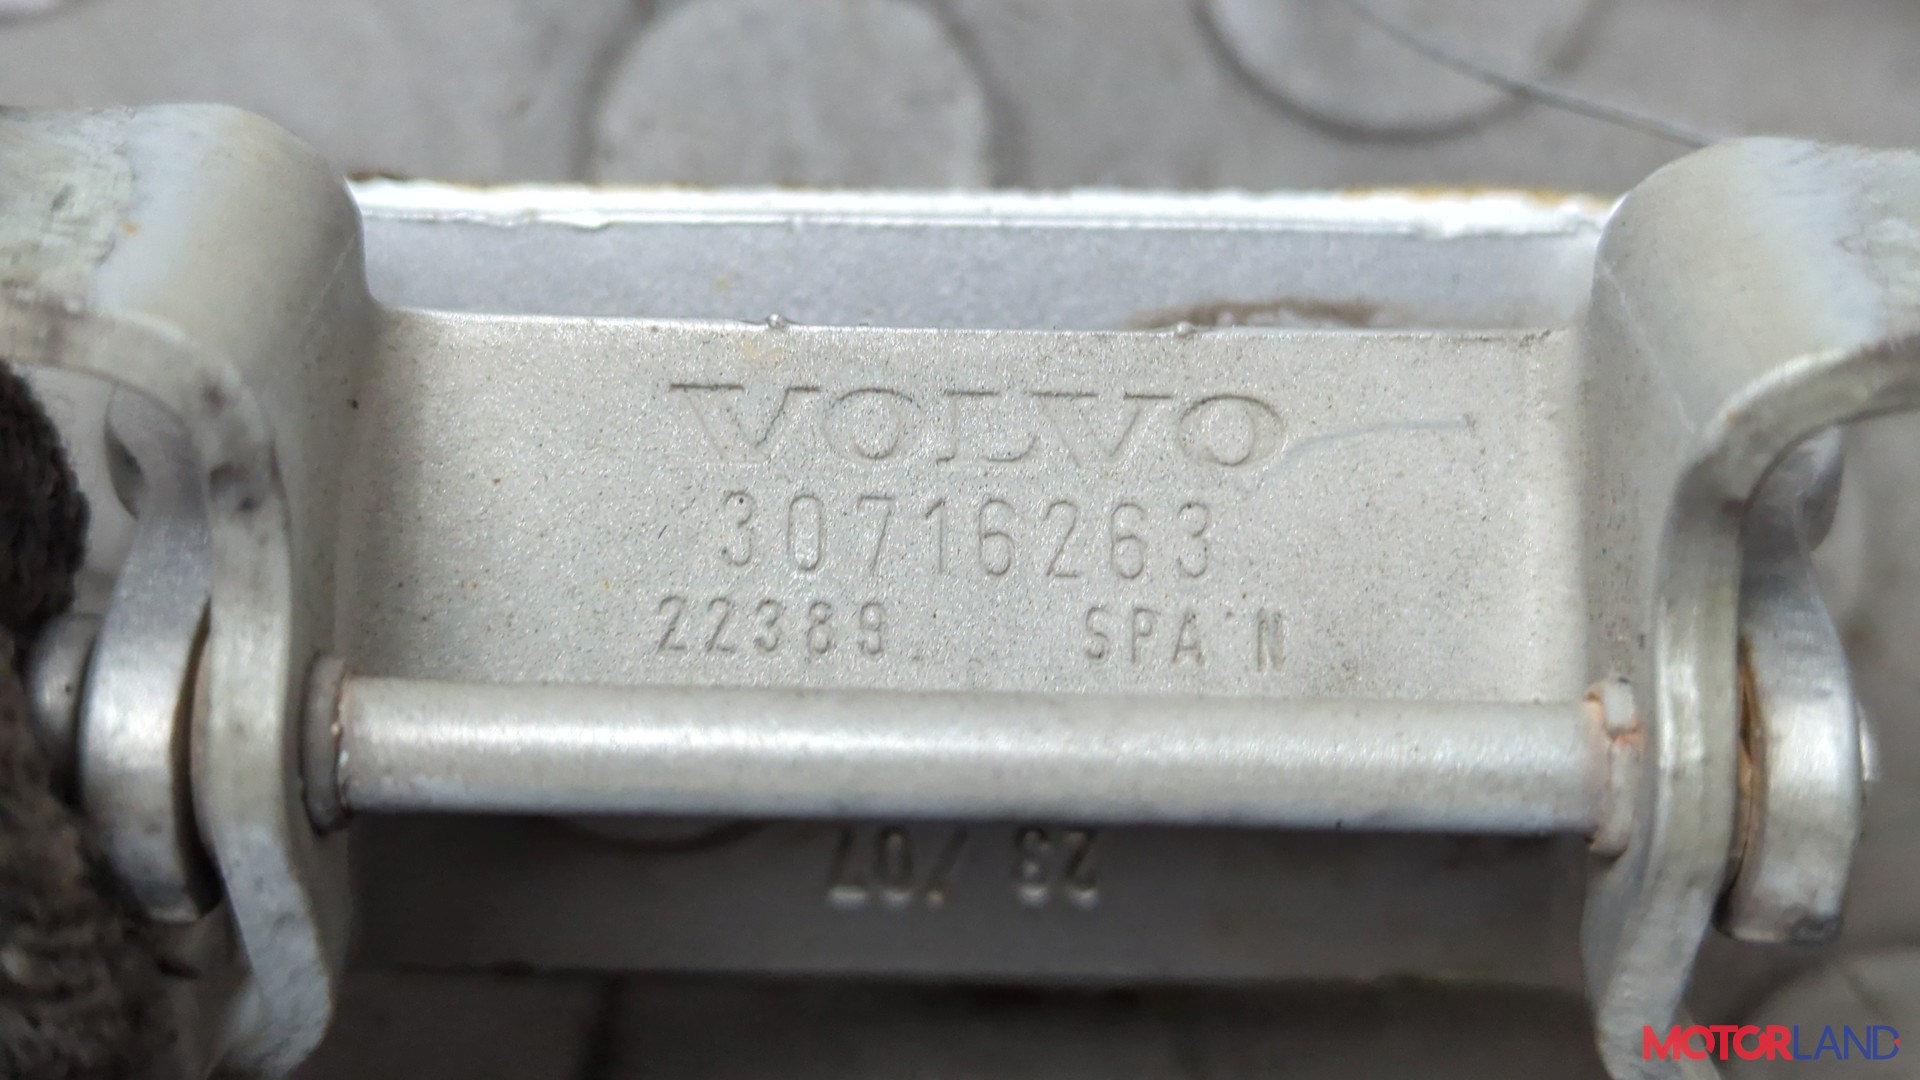 VOLVO
30716263
22389 SPAIN
23/07
MOTORLAND